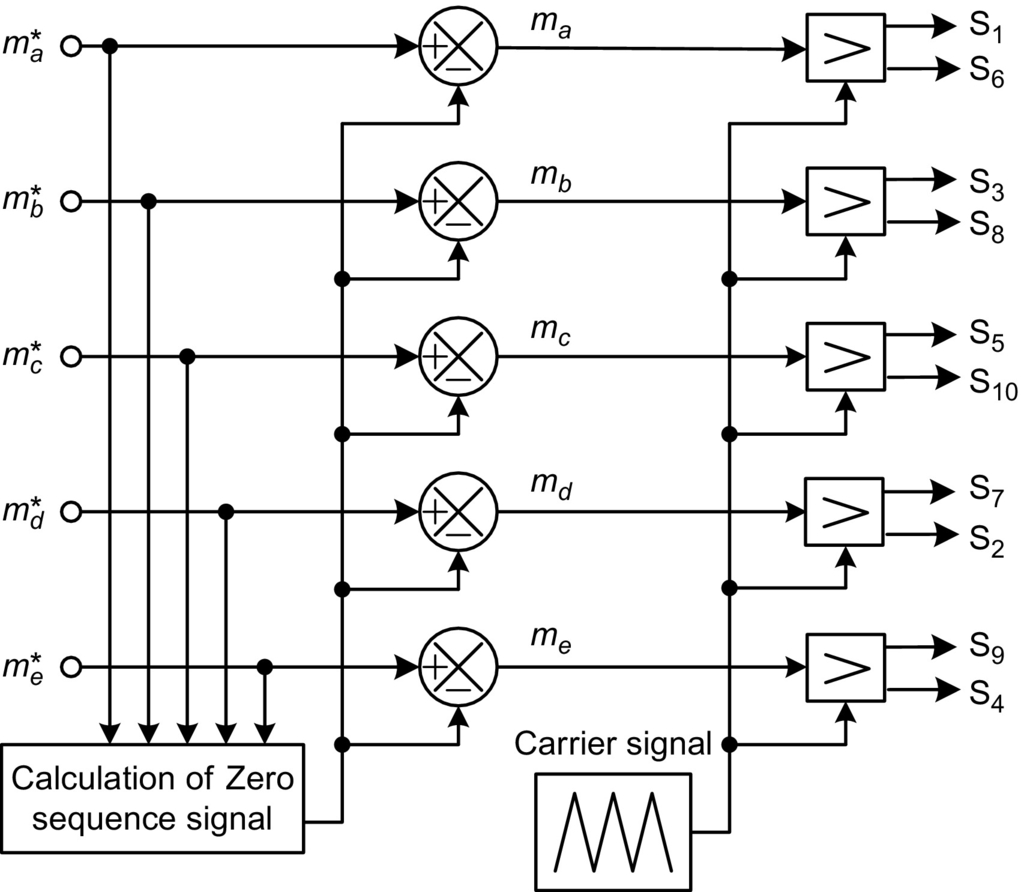 m*a
ma
S1
S6
m*b
mb
S3
S8
m*c
mc
S5
S10
m*d
md
S7
S2
m*e
me
S9
S4
Carrier signal
Calculation of Zero
sequence signal